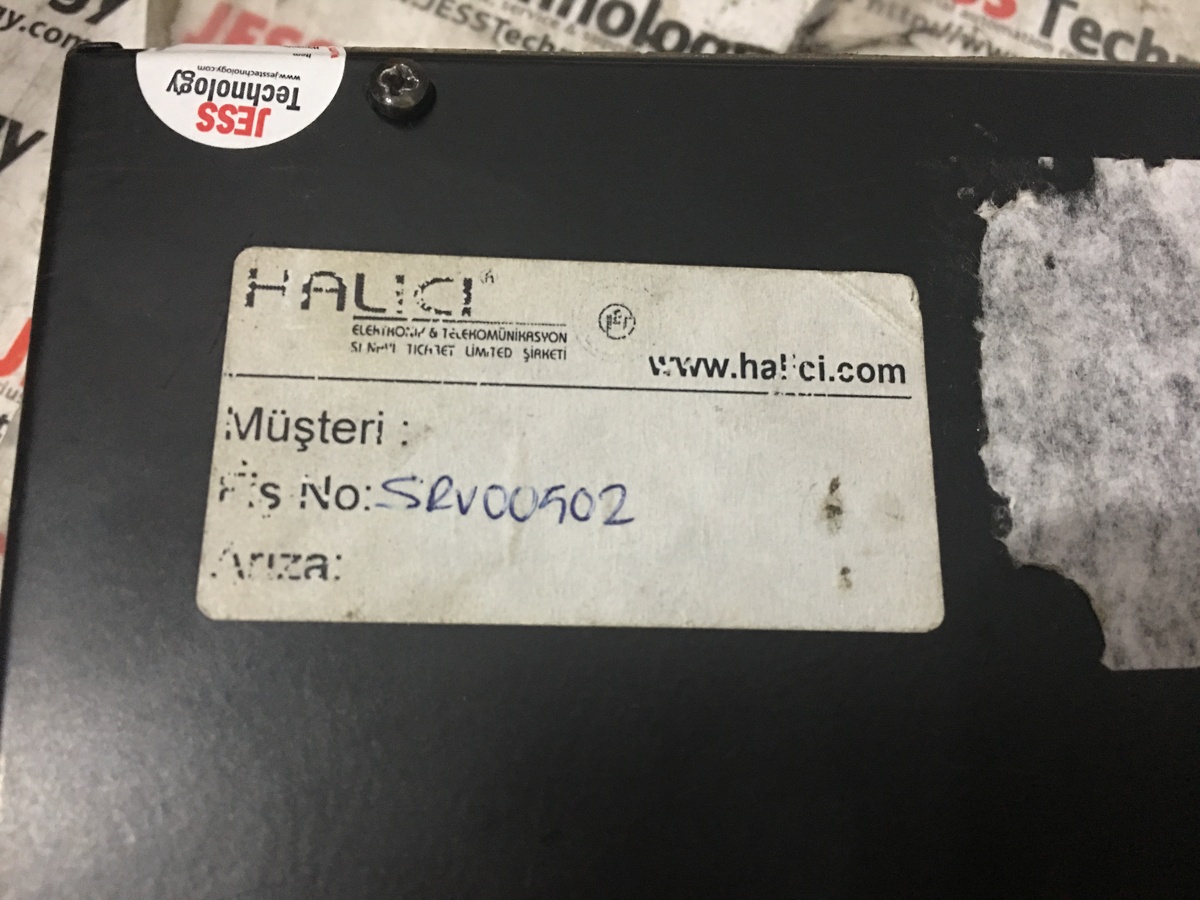 JESS
Technology
www.jesstechnology.com
HALICI
ELEKTRONİK & TELEKOMÜNİKASYON
SANAYİ TİCARET LİMİTED ŞİRKETİ
www.halici.com
Müşteri :
Fiş No: SRV00902
Arıza: